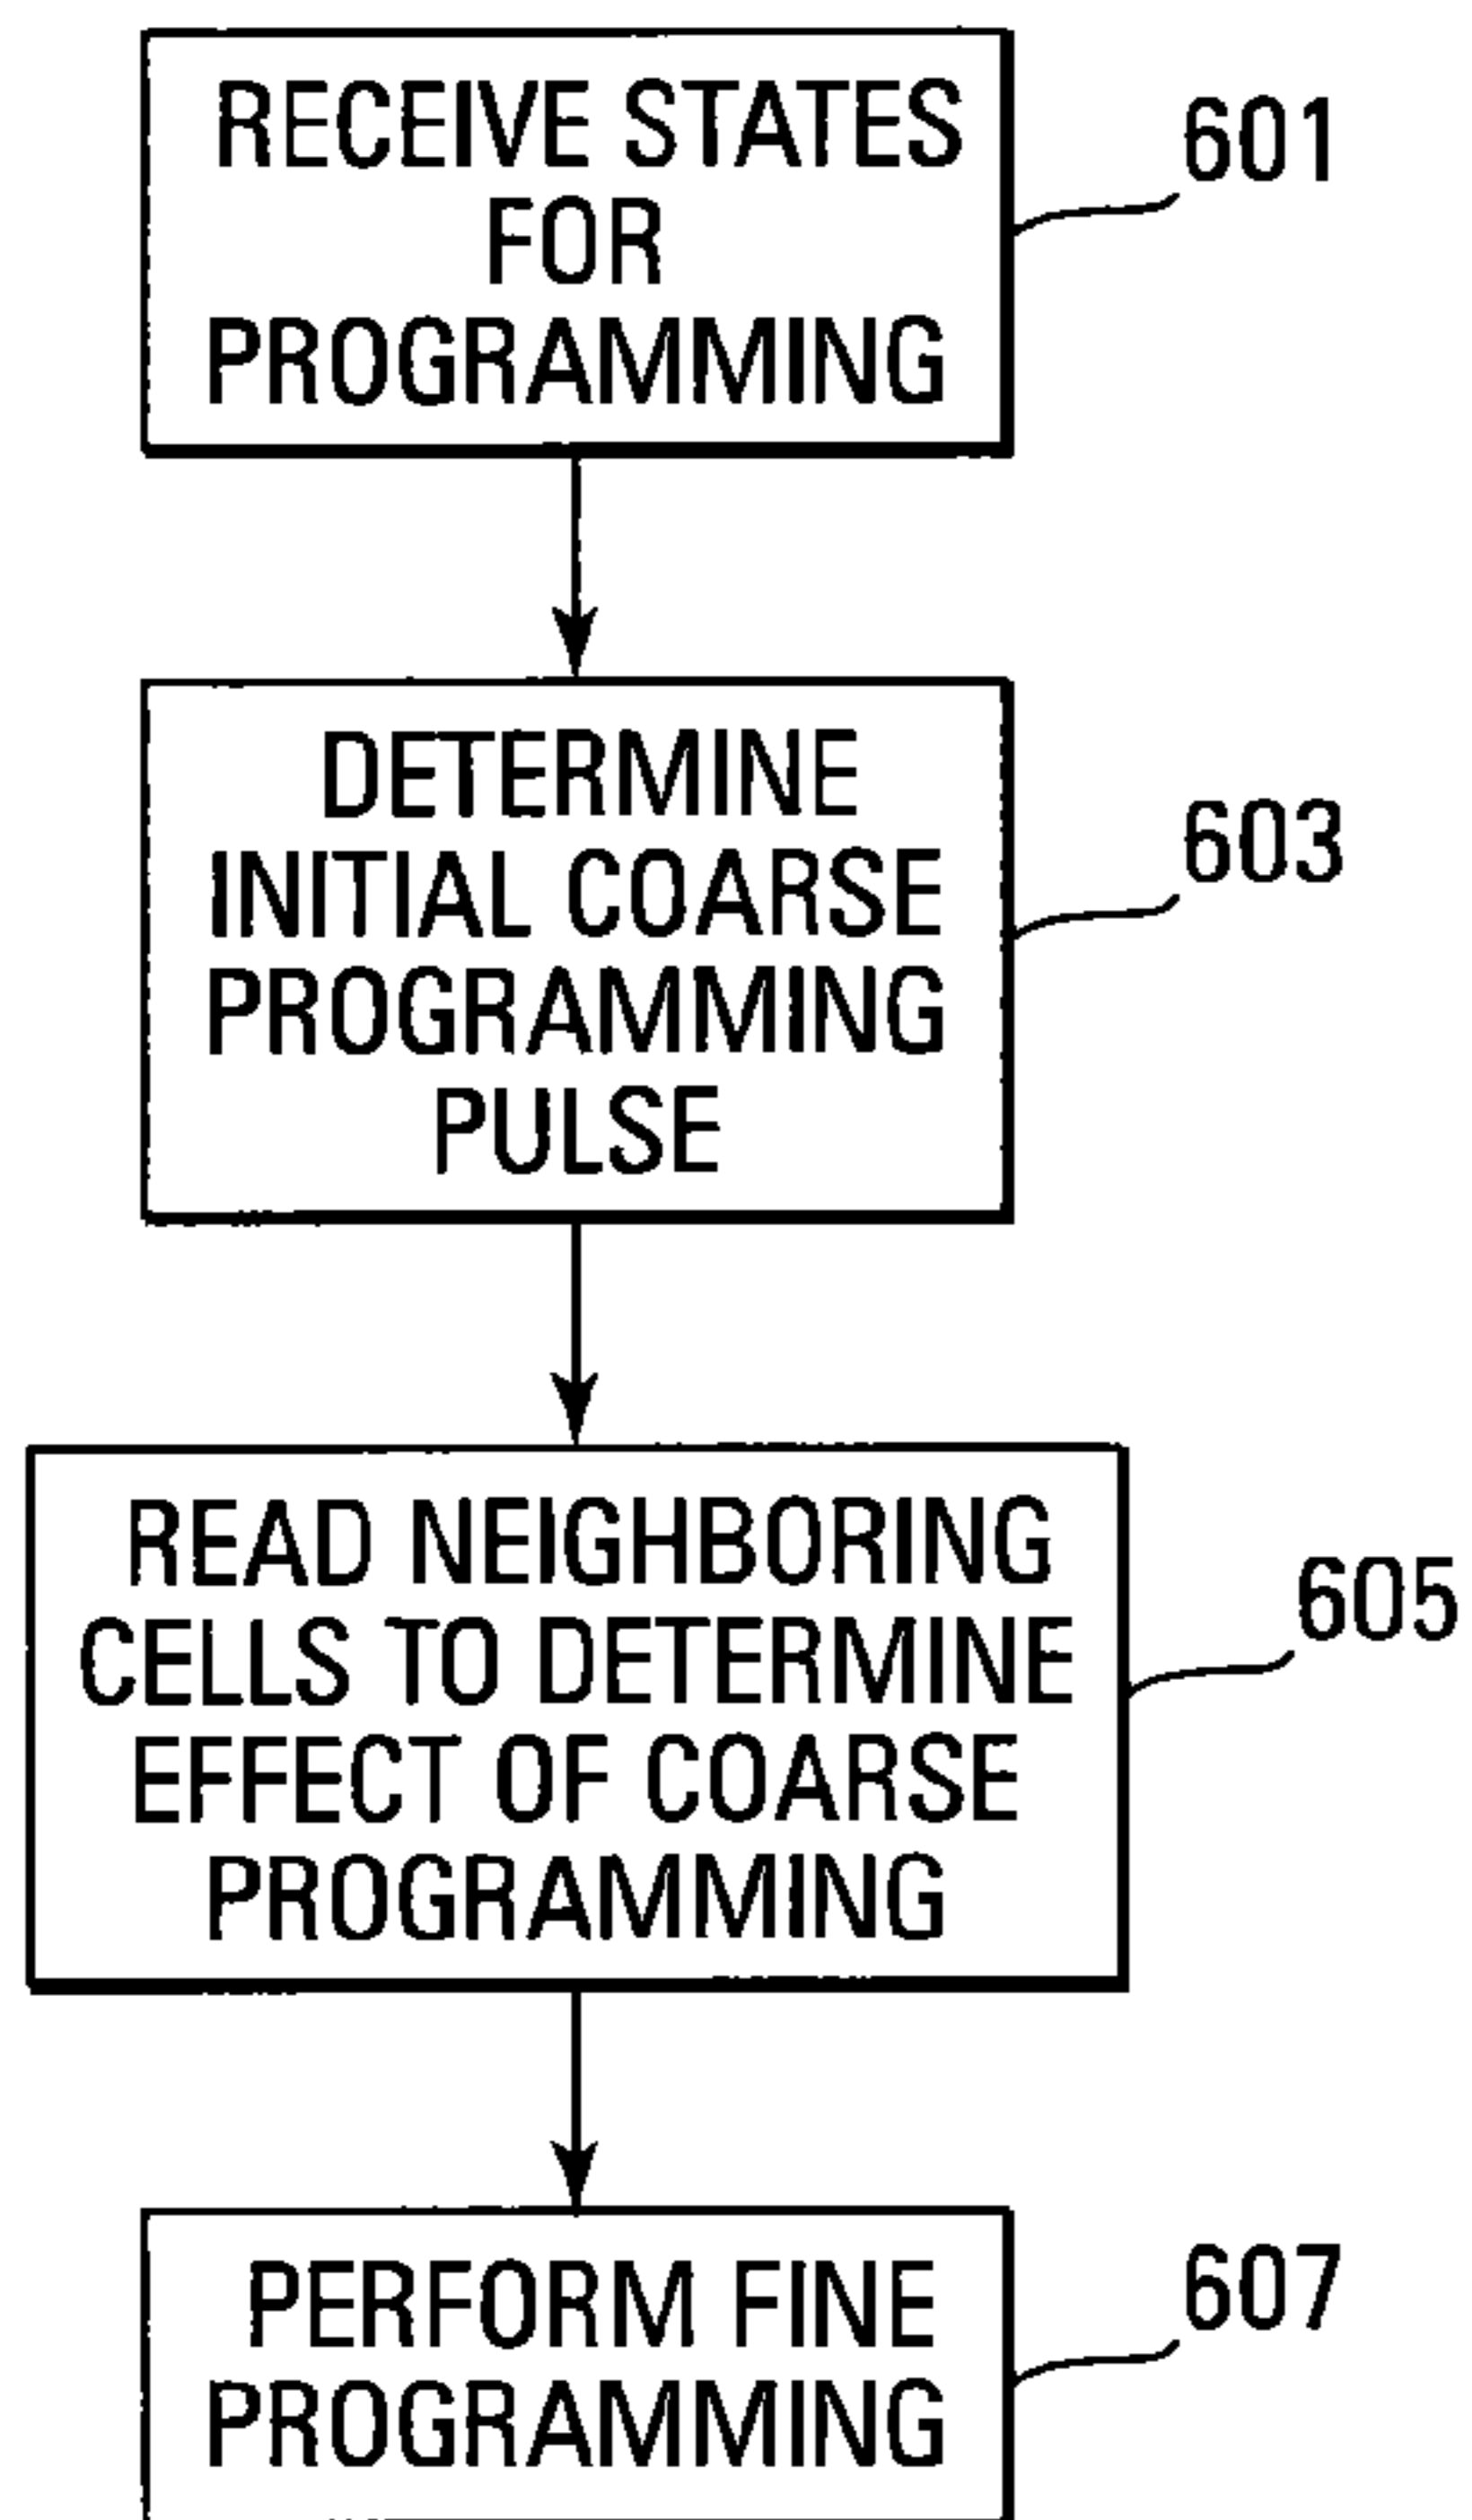 RECEIVE STATES
FOR
PROGRAMMING
601
DETERMINE
INITIAL COARSE
PROGRAMMING
PULSE
603
READ NEIGHBORING
CELLS TO DETERMINE
EFFECT OF COARSE
PROGRAMMING
605
PERFORM FINE
PROGRAMMING
607